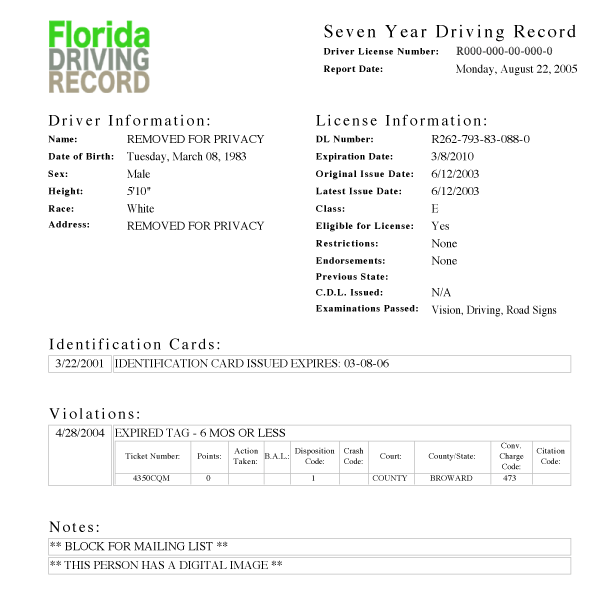 Florida
DRIVING
RECORD
Seven Year Driving Record
Driver License Number: R000-000-00-000-0
Report Date: Monday, August 22, 2005
Driver Information:
Name: REMOVED FOR PRIVACY
Date of Birth: Tuesday, March 08, 1983
Sex: Male
Height: 5'10"
Race: White
Address: REMOVED FOR PRIVACY
License Information:
DL Number: R262-793-83-088-0
Expiration Date: 3/8/2010
Original Issue Date: 6/12/2003
Latest Issue Date: 6/12/2003
Class: E
Eligible for License: Yes
Restrictions: None
Endorsements: None
Previous State:
C.D.L. Issued: N/A
Examinations Passed: Vision, Driving, Road Signs
Identification Cards:
3/22/2001 IDENTIFICATION CARD ISSUED EXPIRES: 03-08-06
Violations:
4/28/2004 EXPIRED TAG - 6 MOS OR LESS
Ticket Number: Points: Action Taken: B.A.L.: Disposition Code: Crash Code: Court: County/State: Conv. Charge Code: Citation Code:
4350CQM 0 1 COUNTY BROWARD 473
Notes:
** BLOCK FOR MAILING LIST **
** THIS PERSON HAS A DIGITAL IMAGE **